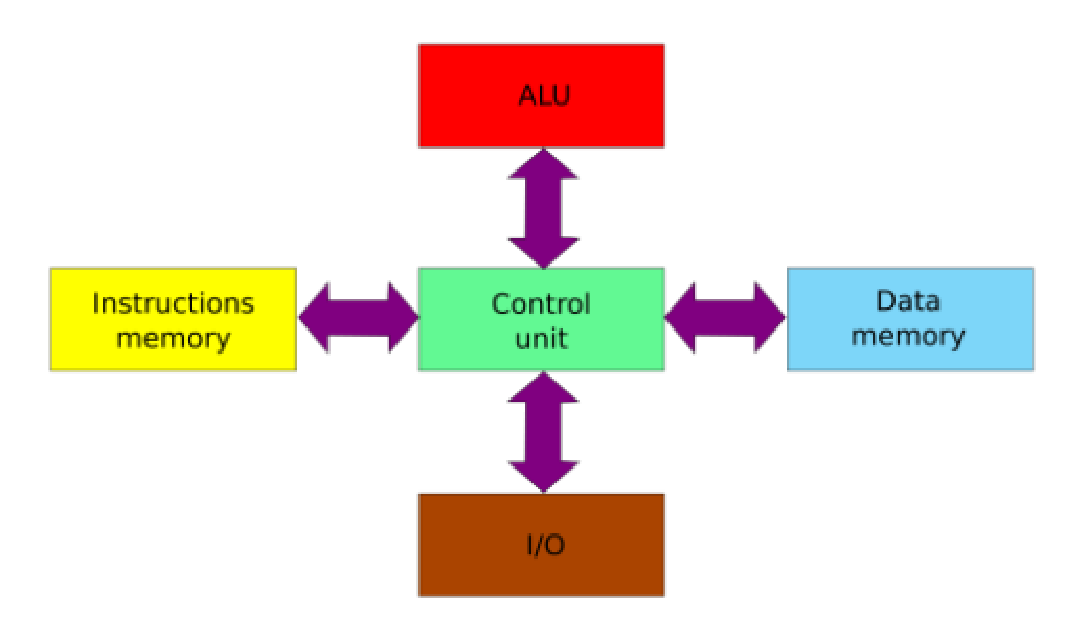 ALU
Instructions
memory
Control
unit
Data
memory
I/O